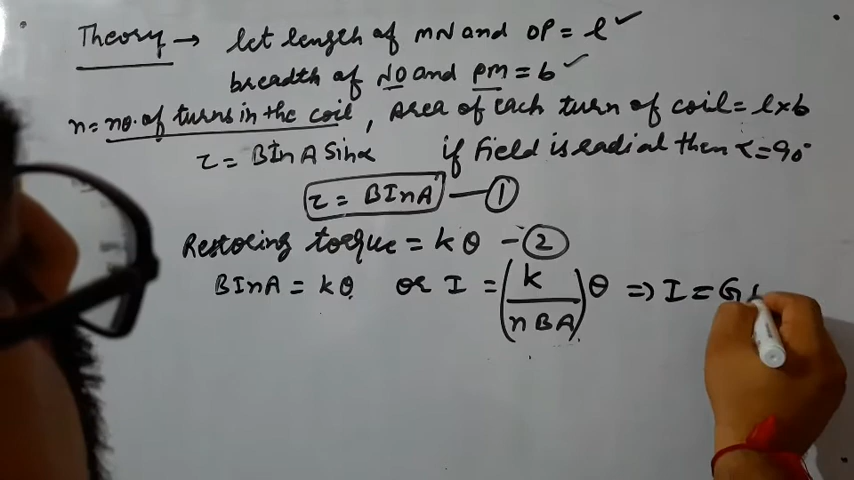 Theory → let length of MN and OP = l ✓
breadth of NO and PM = b ✓
n = no. of turns in the coil, Area of each turn of coil = l×b
τ = BInA Sinα if Field is radial then α = 90°
τ = BInA — 1
Restoring torque = kθ - 2
BInA = kθ or I = (k / nBA) θ ⇒ I = G